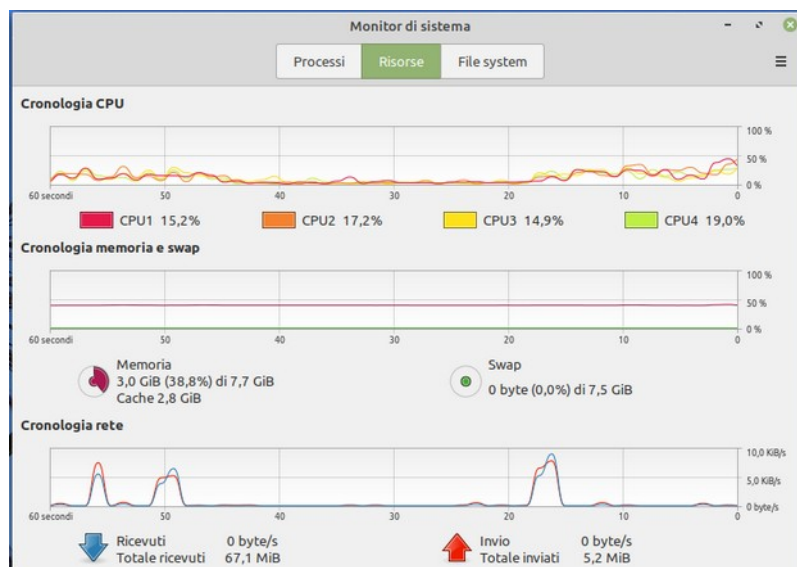 Monitor di sistema
Processi Risorse File system
Cronologia CPU
100 %
50 %
0 %
60 secondi 50 40 30 20 10 0
CPU1 15,2% CPU2 17,2% CPU3 14,9% CPU4 19,0%
Cronologia memoria e swap
100 %
50 %
0 %
60 secondi 50 40 30 20 10 0
Memoria
3,0 GiB (38,8%) di 7,7 GiB
Cache 2,8 GiB
Swap
0 byte (0,0%) di 7,5 GiB
Cronologia rete
10,0 KiB/s
5,0 KiB/s
0 byte/s
60 secondi 50 40 30 20 10 0
Ricevuti 0 byte/s
Totale ricevuti 67,1 MiB
Invio 0 byte/s
Totale inviati 5,2 MiB